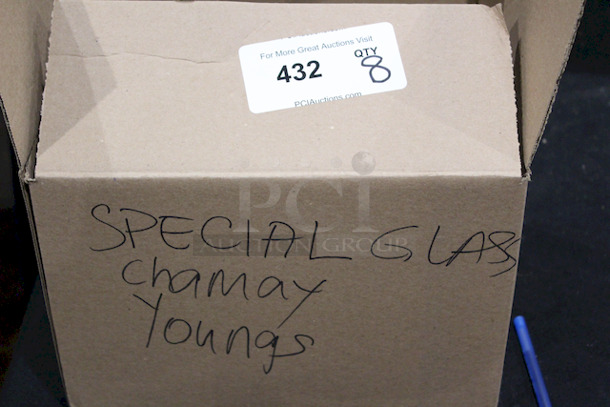 For More Great Auctions Visit
432 QTY 8
PCIAuctions.com
PCI
AUCTION GROUP
SPECIAL GLASS
Chamay
Youngs